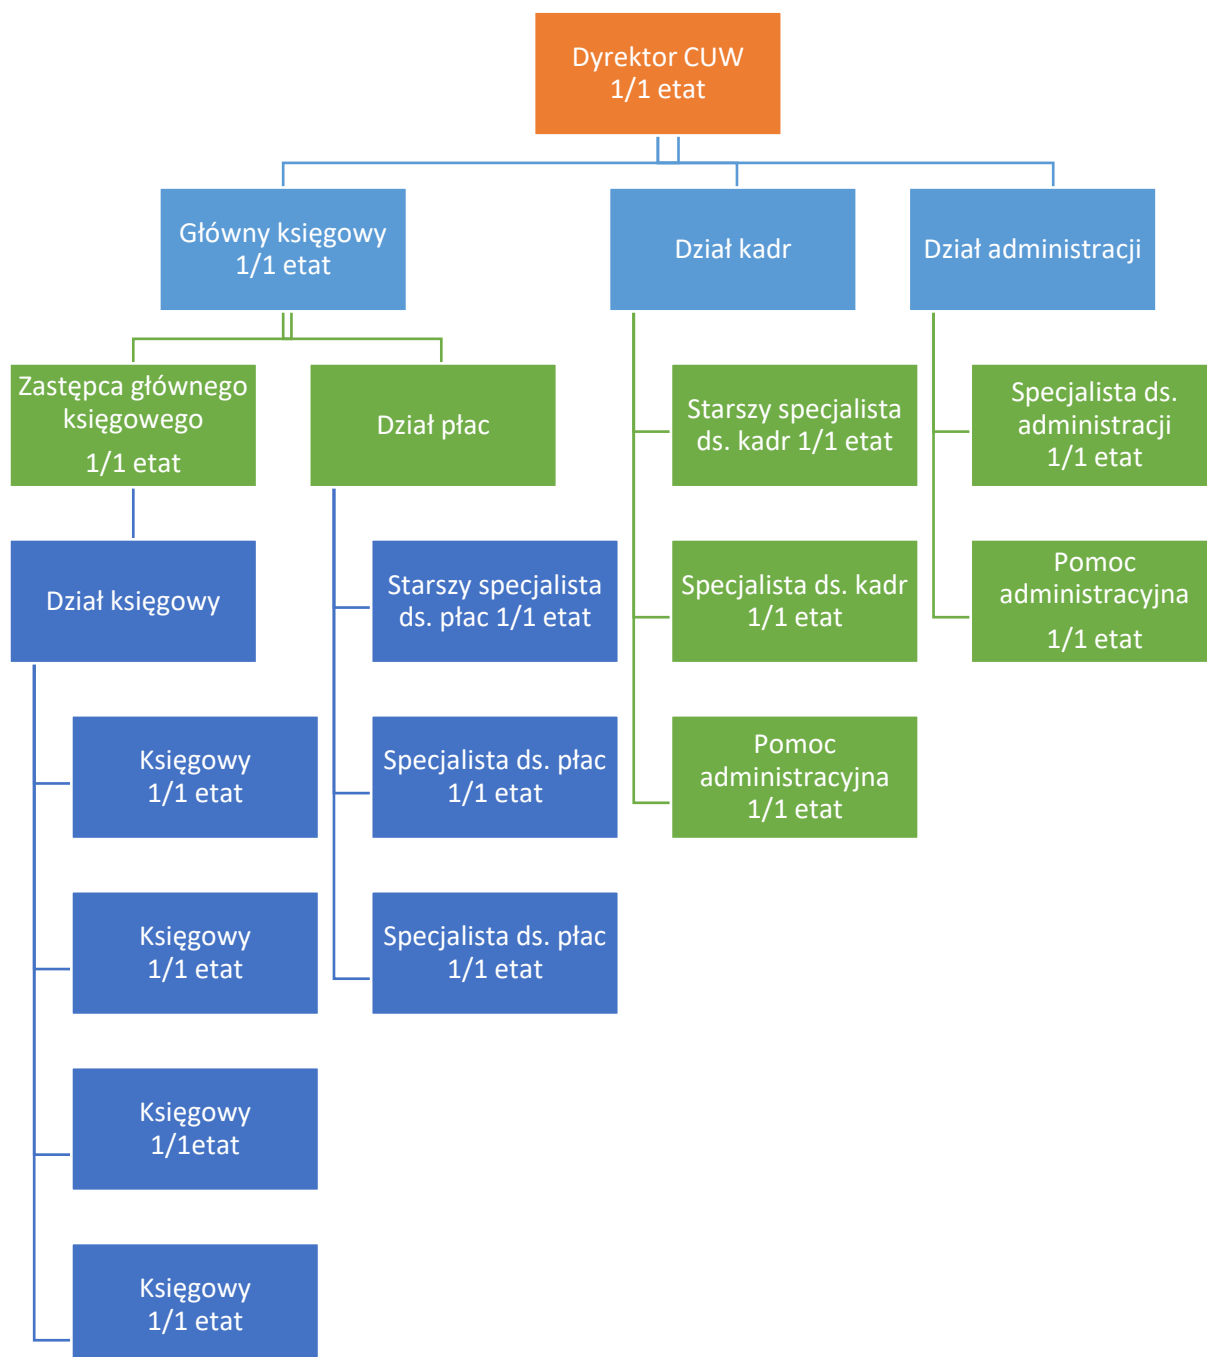 Dyrektor CUW
1/1 etat
Główny księgowy
1/1 etat
Dział kadr
Dział administracji
Zastępca głównego
księgowego
1/1 etat
Dział płac
Starszy specjalista
ds. kadr 1/1 etat
Specjalista ds.
administracji
1/1 etat
Dział księgowy
Starszy specjalista
ds. płac 1/1 etat
Specjalista ds. kadr
1/1 etat
Pomoc
administracyjna
1/1 etat
Księgowy
1/1 etat
Specjalista ds. płac
1/1 etat
Pomoc
administracyjna
1/1 etat
Księgowy
1/1 etat
Specjalista ds. płac
1/1 etat
Księgowy
1/1etat
Księgowy
1/1 etat